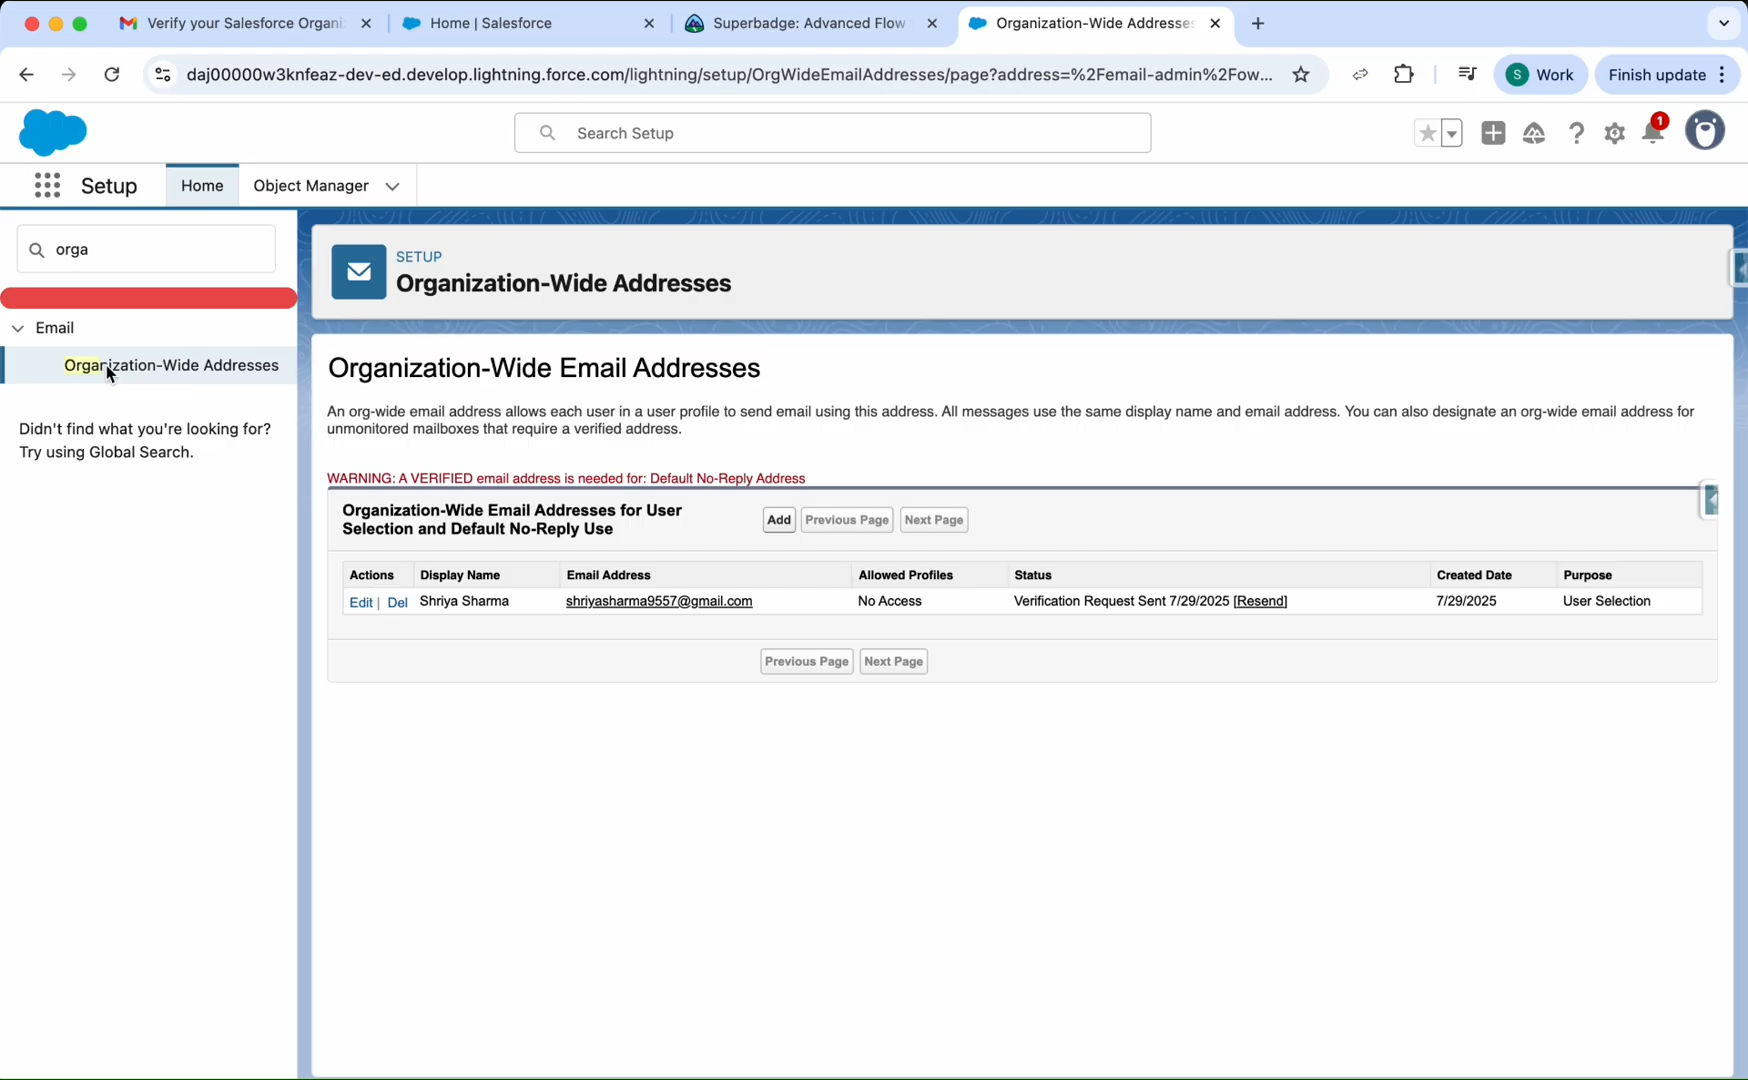 Verify your Salesforce Organi
Home | Salesforce
Superbadge: Advanced Flow
Organization-Wide Addresses
daj00000w3knfeaz-dev-ed.develop.lightning.force.com/lightning/setup/OrgWideEmailAddresses/page?address=%2Femail-admin%2Fow...
S Work
Finish update
Search Setup
1
Setup
Home
Object Manager
orga
Email
Organization-Wide Addresses
Didn't find what you're looking for?
Try using Global Search.
SETUP
Organization-Wide Addresses
Organization-Wide Email Addresses
An org-wide email address allows each user in a user profile to send email using this address. All messages use the same display name and email address. You can also designate an org-wide email address for
unmonitored mailboxes that require a verified address.
WARNING: A VERIFIED email address is needed for: Default No-Reply Address
Organization-Wide Email Addresses for User
Selection and Default No-Reply Use
Add Previous Page Next Page
Actions Display Name Email Address Allowed Profiles Status Created Date Purpose
Edit | Del Shriya Sharma shriyasharma9557@gmail.com No Access Verification Request Sent 7/29/2025 [Resend] 7/29/2025 User Selection
Previous Page Next Page